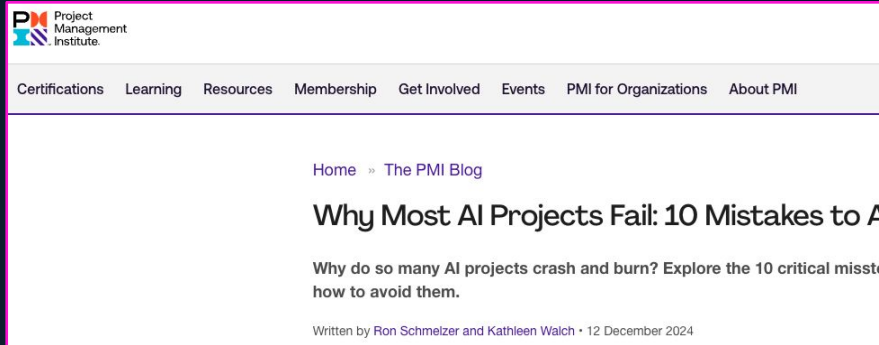 Project
Management
Institute.
Certifications Learning Resources Membership Get Involved Events PMI for Organizations About PMI
Home » The PMI Blog
Why Most AI Projects Fail: 10 Mistakes to
Why do so many AI projects crash and burn? Explore the 10 critical
how to avoid them.
Written by Ron Schmelzer and Kathleen Walch • 12 December 2024